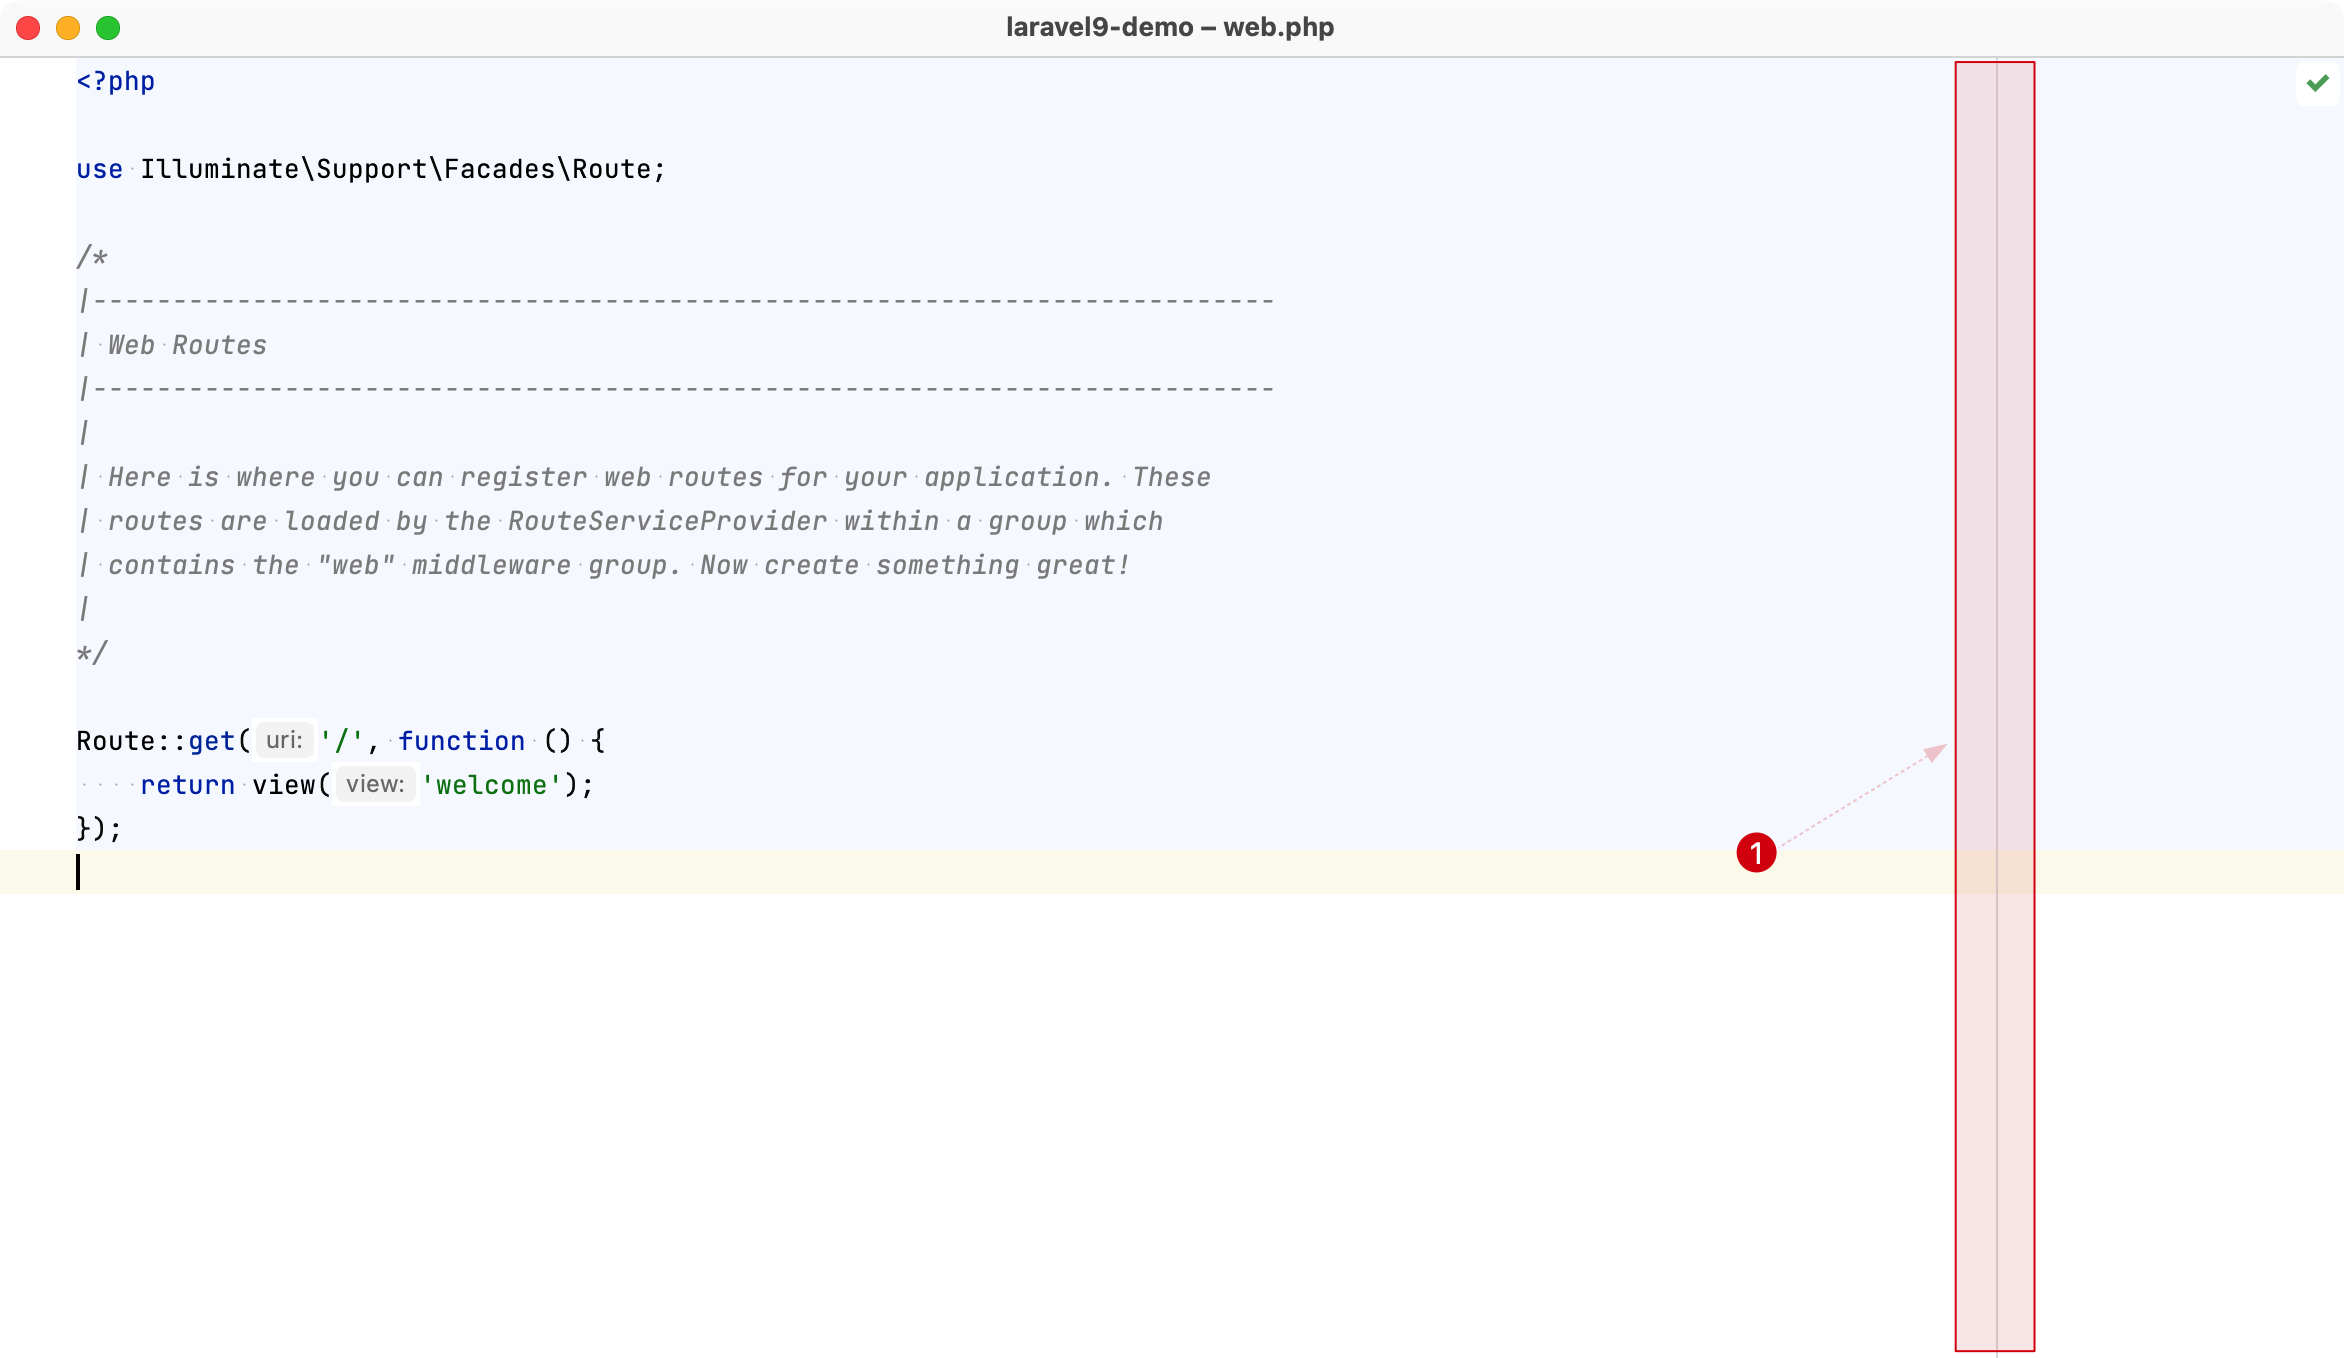 laravel9-demo – web.php
<?php
use Illuminate\Support\Facades\Route;
/*
|--------------------------------------------------------------------------
| Web Routes
|--------------------------------------------------------------------------
|
| Here is where you can register web routes for your application. These
| routes are loaded by the RouteServiceProvider within a group which
| contains the "web" middleware group. Now create something great!
|
*/
Route::get( uri: '/', function () {
    return view( view: 'welcome');
});
1